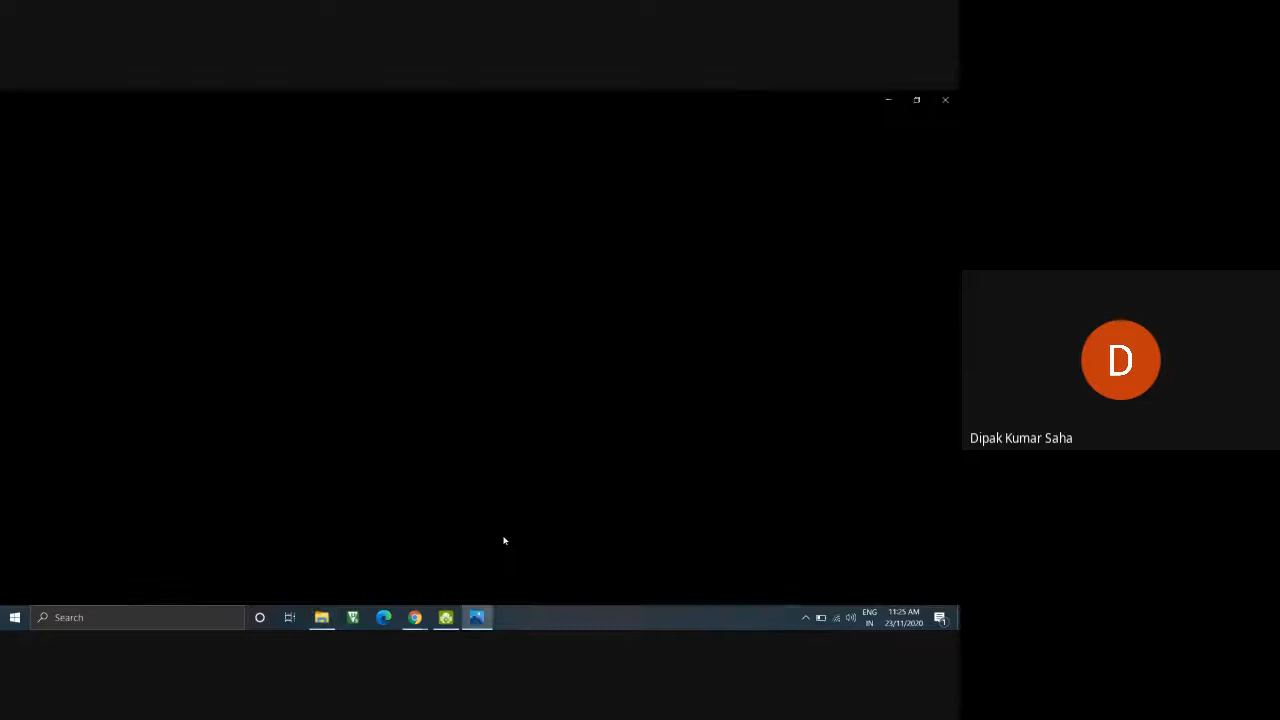 D
Dipak Kumar Saha
Search
ENG
IN
11:25 AM
23/11/2020